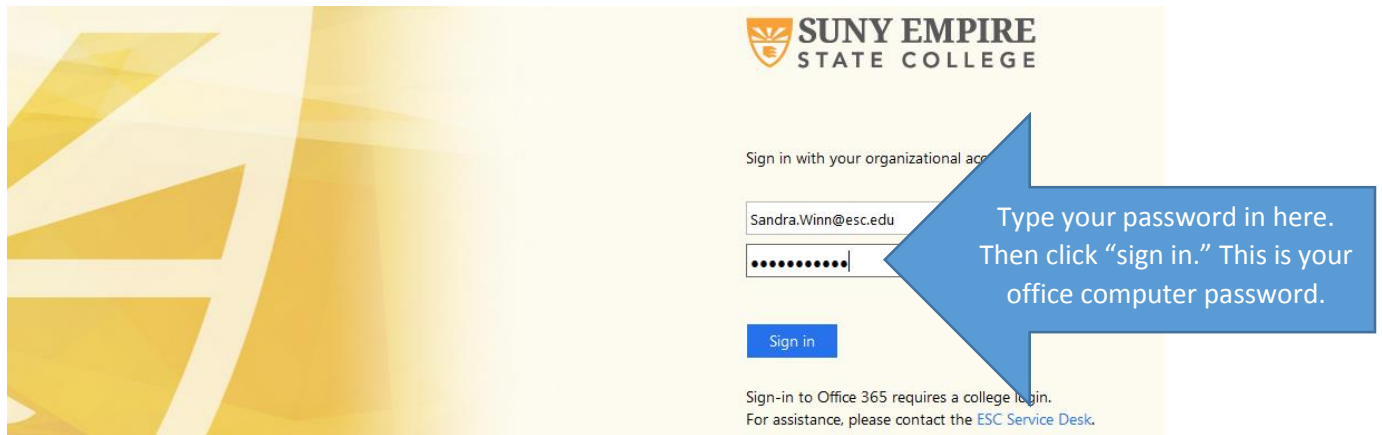 SUNY EMPIRE
STATE COLLEGE
Sign in with your organizational
Sandra.Winn@esc.edu
•••••••••••
Type your password in here.
Then click “sign in.” This is your
office computer password.
Sign in
Sign-in to Office 365 requires a college login.
For assistance, please contact the ESC Service Desk.